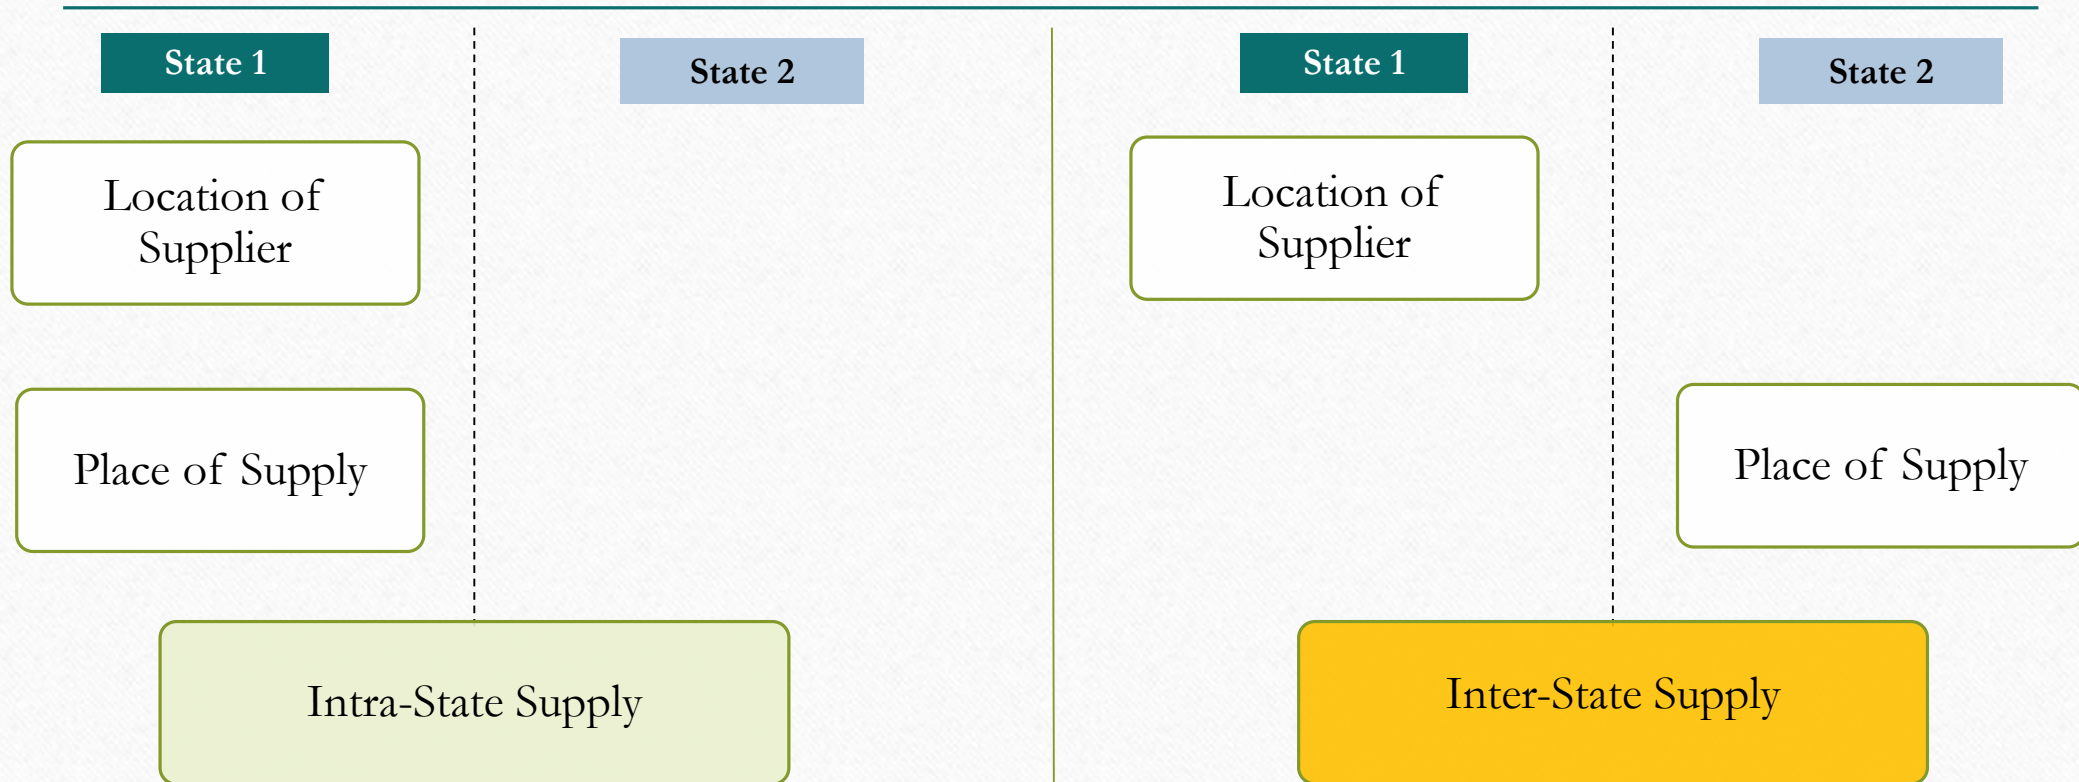 State 1
State 2
Location of
Supplier
Place of Supply
Intra-State Supply
State 1
State 2
Location of
Supplier
Place of Supply
Inter-State Supply